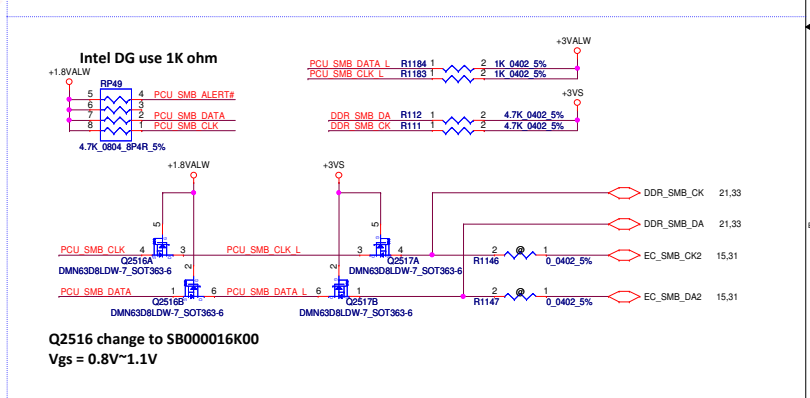 Intel DG use 1K ohm
+1.8VALW
RP49
5 4 PCU_SMB_ALERT#
6 3
7 2 PCU_SMB_DATA
8 1 PCU_SMB_CLK
4.7K_0804_8P4R_5%
+3VALW
PCU_SMB_DATA_L R1184 1 2 1K_0402_5%
PCU_SMB_CLK_L R1183 1 2 1K_0402_5%
+3VS
DDR_SMB_DA R112 1 2 4.7K_0402_5%
DDR_SMB_CK R111 1 2 4.7K_0402_5%
+1.8VALW
+3VS
DDR_SMB_CK 21,33
DDR_SMB_DA 21,33
5
5
PCU_SMB_CLK 4 3 PCU_SMB_CLK_L 3 4 2 1 EC_SMB_CK2 15,31
@
Q2516A Q2517A R1146 0_0402_5%
DMN63D8LDW-7_SOT363-6 DMN63D8LDW-7_SOT363-6
2
2
PCU_SMB_DATA 1 6 PCU_SMB_DATA_L 6 1 2 1 EC_SMB_DA2 15,31
@
Q2516B Q2517B R1147 0_0402_5%
DMN63D8LDW-7_SOT363-6 DMN63D8LDW-7_SOT363-6
Q2516 change to SB000016K00
Vgs = 0.8V~1.1V